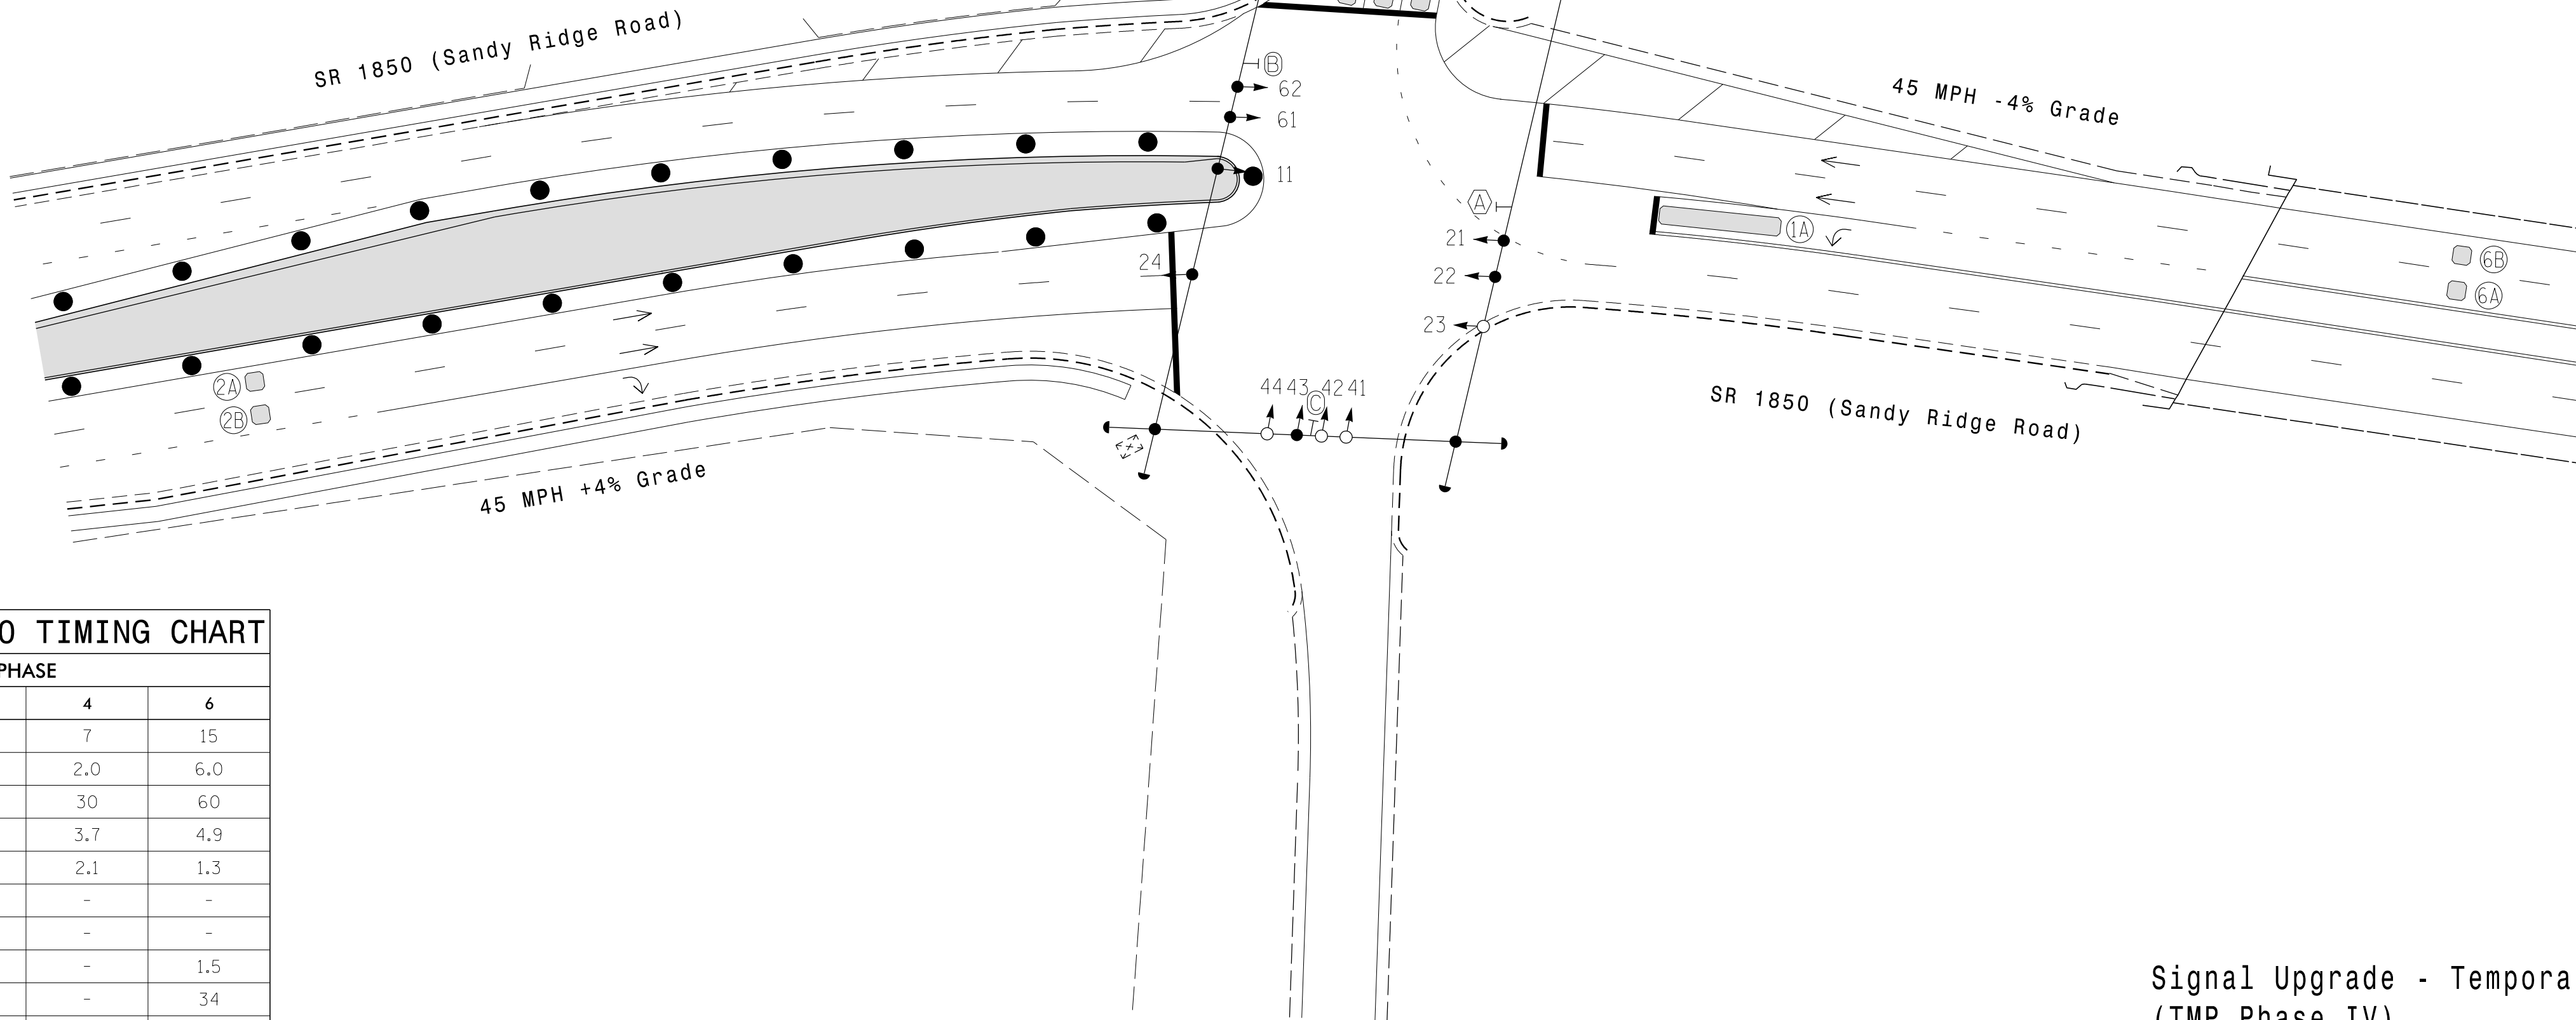 SR 1850 (Sandy Ridge Road)
B
62
61
11
45 MPH -4% Grade
A
21
22
23
24
1A
6B
6A
2A
2B
44 43 42 41
C
SR 1850 (Sandy Ridge Road)
45 MPH +4% Grade
TIMING CHART
PHASE
4 6
7 15
2.0 6.0
30 60
3.7 4.9
2.1 1.3
- -
- -
- 1.5
- 34
Signal Upgrade - Tempora
(TMP Phase IV)